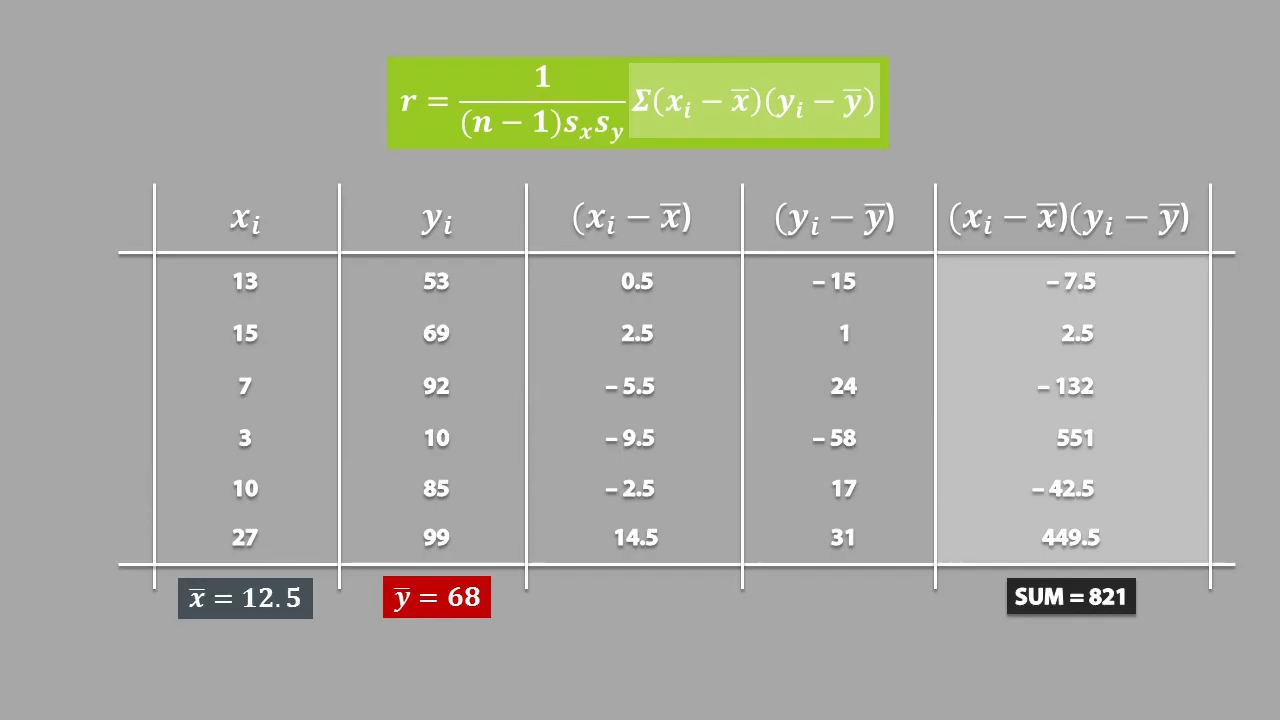 r = 1/((n − 1)sₓsᵧ) Σ(xᵢ − x̅)(yᵢ − y̅)
xᵢ yᵢ (xᵢ − x̅) (yᵢ − y̅) (xᵢ − x̅)(yᵢ − y̅)
13 53 0.5 – 15 – 7.5
15 69 2.5 1 2.5
7 92 – 5.5 24 – 132
3 10 – 9.5 – 58 551
10 85 – 2.5 17 – 42.5
27 99 14.5 31 449.5
x̅ = 12.5 y̅ = 68 SUM = 821